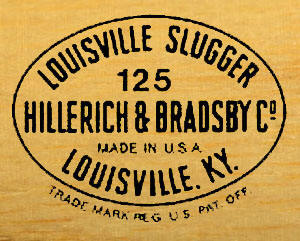 LOUISVILLE SLUGGER
125
HILLERICH & BRADSBY Cº
MADE IN U.S.A.
LOUISVILLE. KY.
TRADE MARK REG. U.S. PAT. OFF.